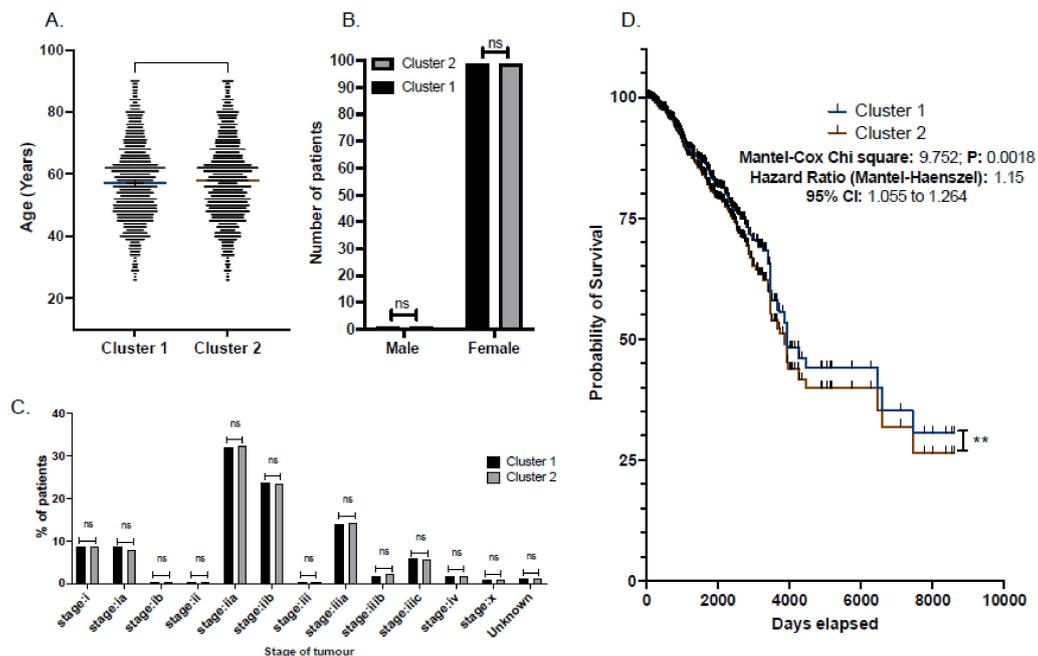 A.
100
80
60
40
20
Age (Years)
Cluster 1
Cluster 2
B.
Cluster 2
Cluster 1
100
90
80
70
60
50
40
30
20
10
0
Number of patients
ns
ns
Male
Female
C.
40
30
20
10
0
% of patients
Cluster 1
Cluster 2
ns
ns
ns
ns
ns
ns
ns
ns
ns
ns
ns
ns
ns
stage:i
stage:ia
stage:ib
stage:ii
stage:iia
stage:iib
stage:iii
stage:iiia
stage:iiib
stage:iiic
stage:iv
stage:x
Unknown
Stage of tumour
D.
100
75
50
25
0
Probability of Survival
Cluster 1
Cluster 2
Mantel-Cox Chi square: 9.752; P: 0.0018
Hazard Ratio (Mantel-Haenszel): 1.15
95% CI: 1.055 to 1.264
**
0
2000
4000
6000
8000
10000
Days elapsed